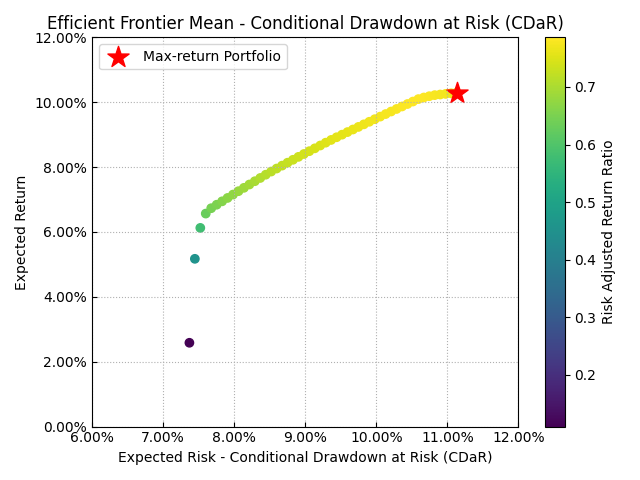 Efficient Frontier Mean - Conditional Drawdown at Risk (CDaR)
Max-return Portfolio
12.00%
10.00%
8.00%
6.00%
4.00%
2.00%
0.00%
Expected Return
6.00% 7.00% 8.00% 9.00% 10.00% 11.00% 12.00%
Expected Risk - Conditional Drawdown at Risk (CDaR)
0.7
0.6
0.5
0.4
0.3
0.2
Risk Adjusted Return Ratio